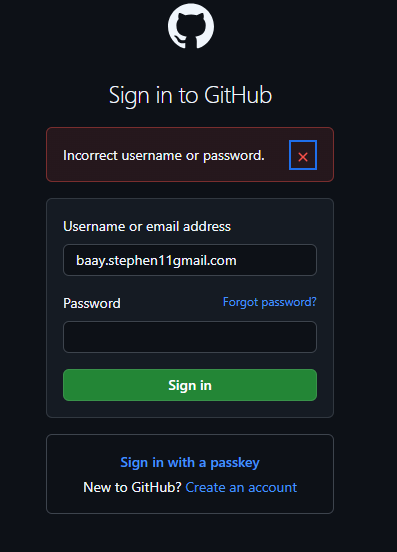 Sign in to GitHub
Incorrect username or password.
Username or email address
baay.stephen11gmail.com
Password Forgot password?
Sign in
Sign in with a passkey
New to GitHub? Create an account